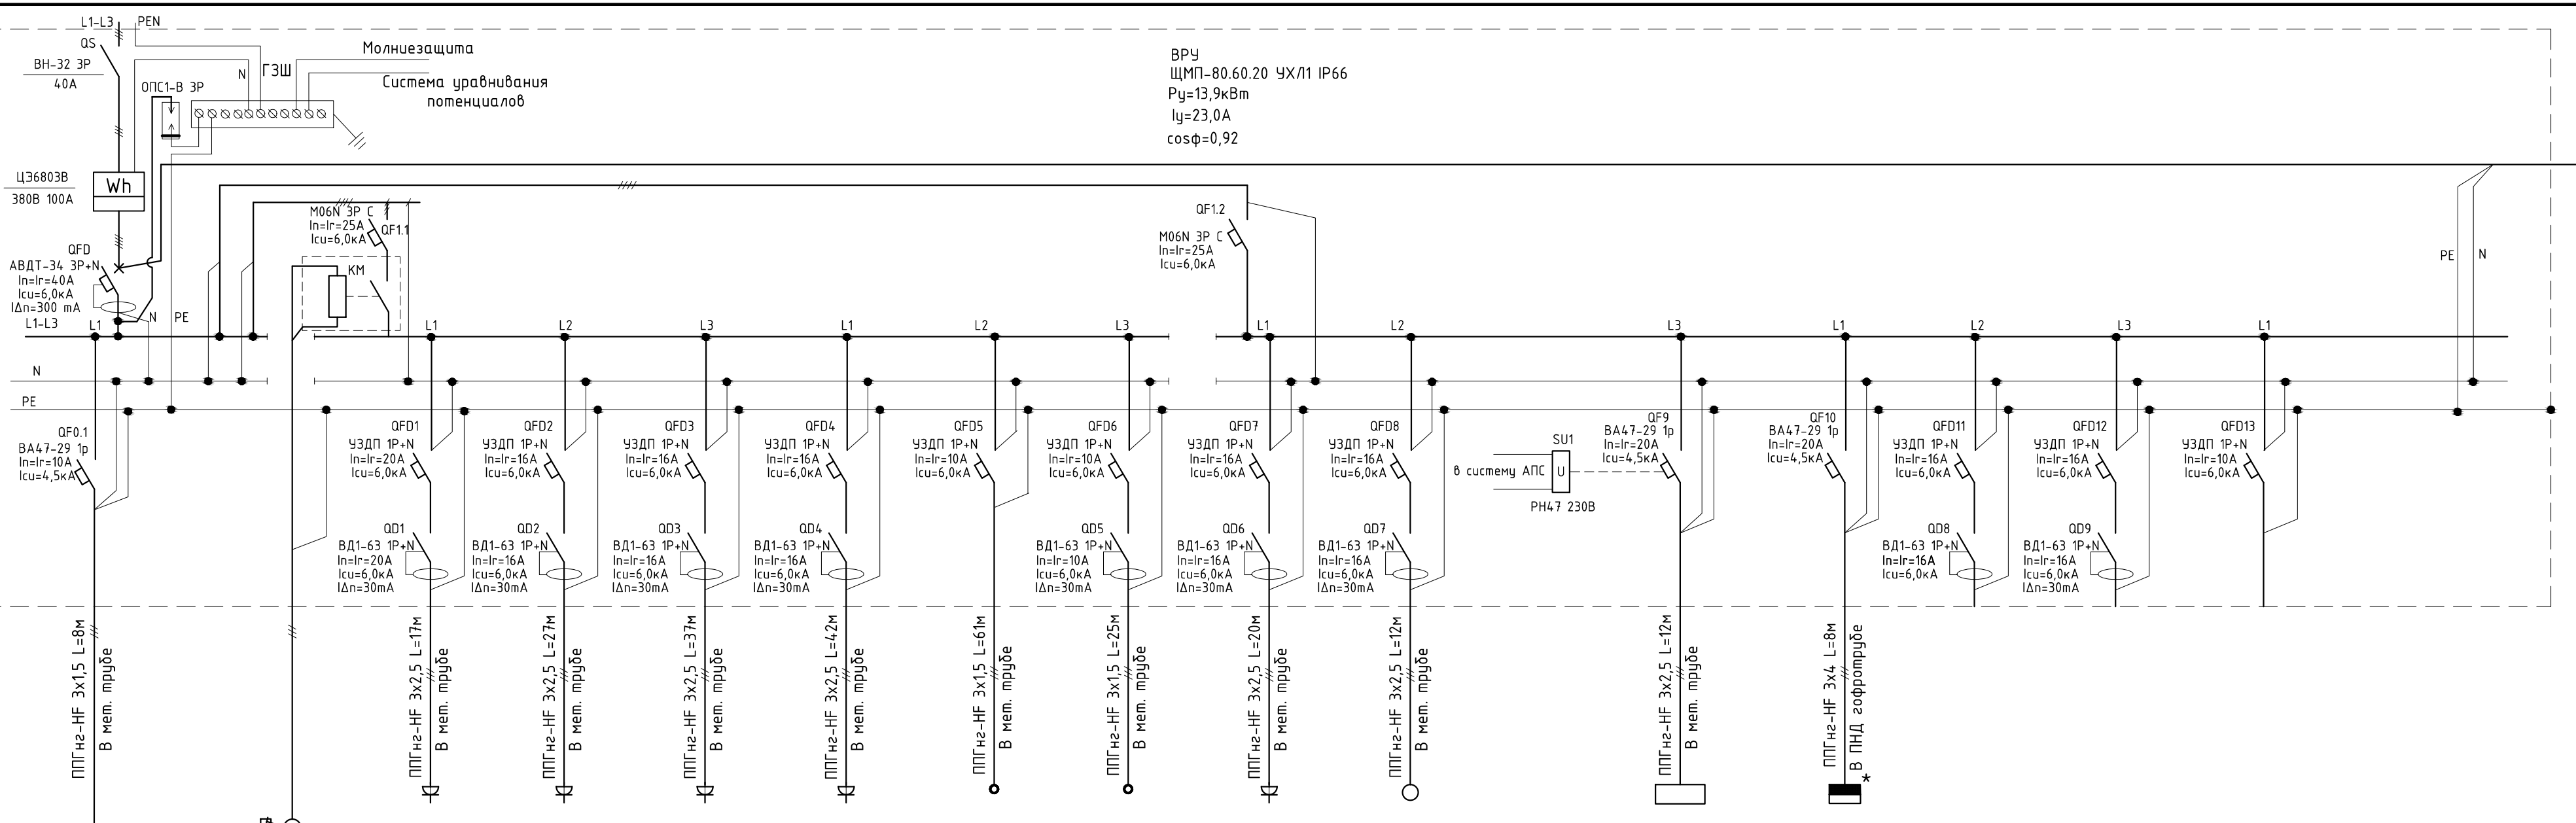 L1-L3 PEN
QS
ВН-32 3Р
40А
ОПС1-В 3Р
N
ГЗШ
Молниезащита
Система уравнивания
потенциалов
ВРУ
ЩМП-80.60.20 УХЛ1 IP66
Ру=13,9кВт
Iу=23,0А
cosф=0,92
ЦЭ6803В
380В 100А
Wh
QFD
АВДТ-34 3Р+N
In=Ir=40А
Icu=6,0кА
IΔn=300 mA
L1-L3
L1
N
PE
М06N 3Р С
In=Ir=25А
Icu=6,0кА
QF1.1
КМ
QF1.2
М06N 3Р С
In=Ir=25А
Icu=6,0кА
PE
N
L1
L2
L3
L1
L2
L3
L1
L2
L3
L1
L2
L3
L1
N
PE
QF0.1
ВА47-29 1р
In=Ir=10А
Icu=4,5кА
QFD1
УЗДП 1Р+N
In=Ir=20А
Icu=6,0кА
QFD2
УЗДП 1Р+N
In=Ir=16А
Icu=6,0кА
QFD3
УЗДП 1Р+N
In=Ir=16А
Icu=6,0кА
QFD4
УЗДП 1Р+N
In=Ir=16А
Icu=6,0кА
QFD5
УЗДП 1Р+N
In=Ir=10А
Icu=6,0кА
QFD6
УЗДП 1Р+N
In=Ir=10А
Icu=6,0кА
QFD7
УЗДП 1Р+N
In=Ir=16А
Icu=6,0кА
QFD8
УЗДП 1Р+N
In=Ir=16А
Icu=6,0кА
SU1
в систему АПС
U
РН47 230В
QF9
ВА47-29 1р
In=Ir=20А
Icu=4,5кА
QF10
ВА47-29 1р
In=Ir=20А
Icu=4,5кА
QFD11
УЗДП 1Р+N
In=Ir=16А
Icu=6,0кА
QFD12
УЗДП 1Р+N
In=Ir=16А
Icu=6,0кА
QFD13
УЗДП 1Р+N
In=Ir=10А
Icu=6,0кА
QD1
ВД1-63 1Р+N
In=Ir=20А
Icu=6,0кА
IΔn=30mA
QD2
ВД1-63 1Р+N
In=Ir=16А
Icu=6,0кА
IΔn=30mA
QD3
ВД1-63 1Р+N
In=Ir=16А
Icu=6,0кА
IΔn=30mA
QD4
ВД1-63 1Р+N
In=Ir=16А
Icu=6,0кА
IΔn=30mA
QD5
ВД1-63 1Р+N
In=Ir=10А
Icu=6,0кА
IΔn=30mA
QD6
ВД1-63 1Р+N
In=Ir=16А
Icu=6,0кА
IΔn=30mA
QD7
ВД1-63 1Р+N
In=Ir=16А
Icu=6,0кА
IΔn=30mA
QD8
ВД1-63 1Р+N
In=Ir=16А
Icu=6,0кА
QD9
ВД1-63 1Р+N
In=Ir=16А
Icu=6,0кА
IΔn=30mA
ППГнг-HF 3х1,5 L=8м
В мет. трубе
ППГнг-HF 3х2,5 L=17м
В мет. трубе
ППГнг-HF 3х2,5 L=27м
В мет. трубе
ППГнг-HF 3х2,5 L=37м
В мет. трубе
ППГнг-HF 3х2,5 L=42м
В мет. трубе
ППГнг-HF 3х1,5 L=61м
В мет. трубе
ППГнг-HF 3х1,5 L=25м
В мет. трубе
ППГнг-HF 3х2,5 L=20м
В мет. трубе
ППГнг-HF 3х2,5 L=12м
В мет. трубе
ППГнг-HF 3х2,5 L=12м
В мет. трубе
ППГнг-HF 3х4 L=8м
В ПНД гофротрубе
*